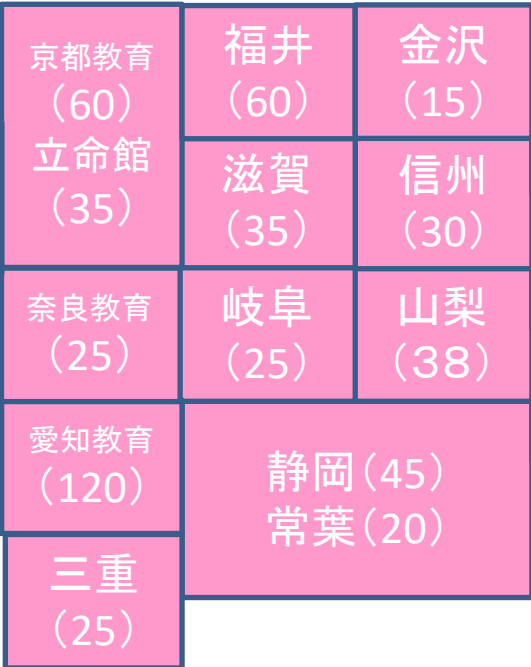 京都教育
（60）
立命館
（35）
福井
（60）
金沢
（15）
滋賀
（35）
信州
（30）
奈良教育
（25）
岐阜
（25）
山梨
（３８）
愛知教育
（120）
静岡（45）
常葉（20）
三重
（25）